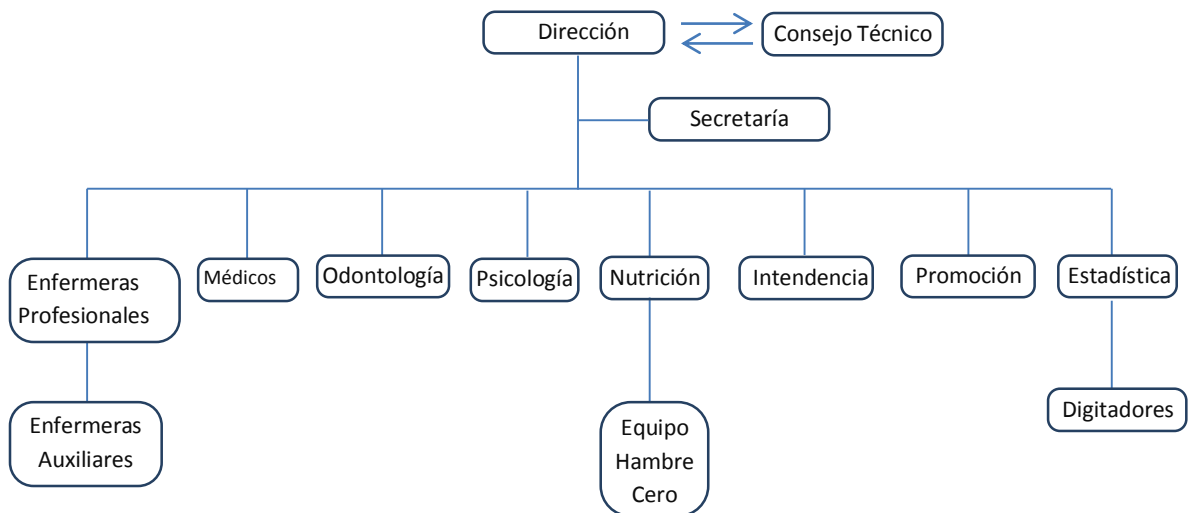 Dirección
Consejo Técnico
Secretaría
Enfermeras
Profesionales
Médicos
Odontología
Psicología
Nutrición
Intendencia
Promoción
Estadística
Enfermeras
Auxiliares
Equipo
Hambre
Cero
Digitadores